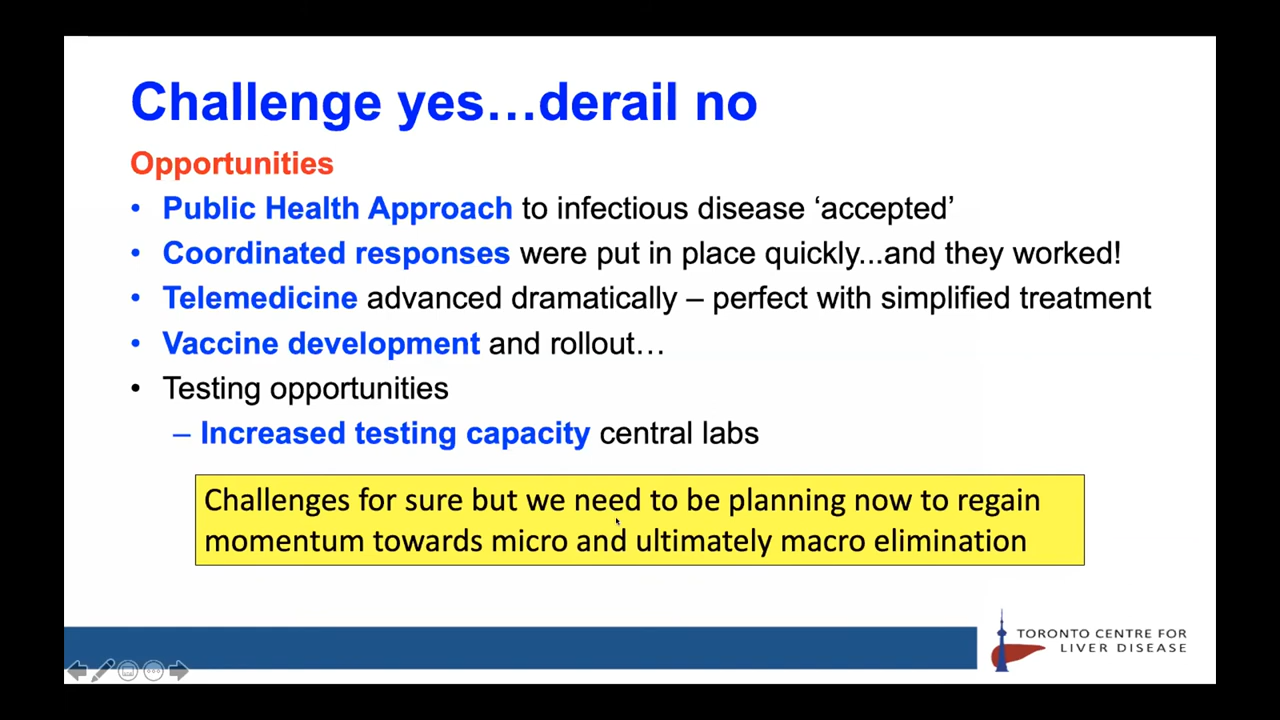 Challenge yes…derail no
Opportunities
• Public Health Approach to infectious disease ‘accepted’
• Coordinated responses were put in place quickly...and they worked!
• Telemedicine advanced dramatically – perfect with simplified treatment
• Vaccine development and rollout…
• Testing opportunities
– Increased testing capacity central labs
Challenges for sure but we need to be planning now to regain
momentum towards micro and ultimately macro elimination
TORONTO CENTRE FOR
LIVER DISEASE